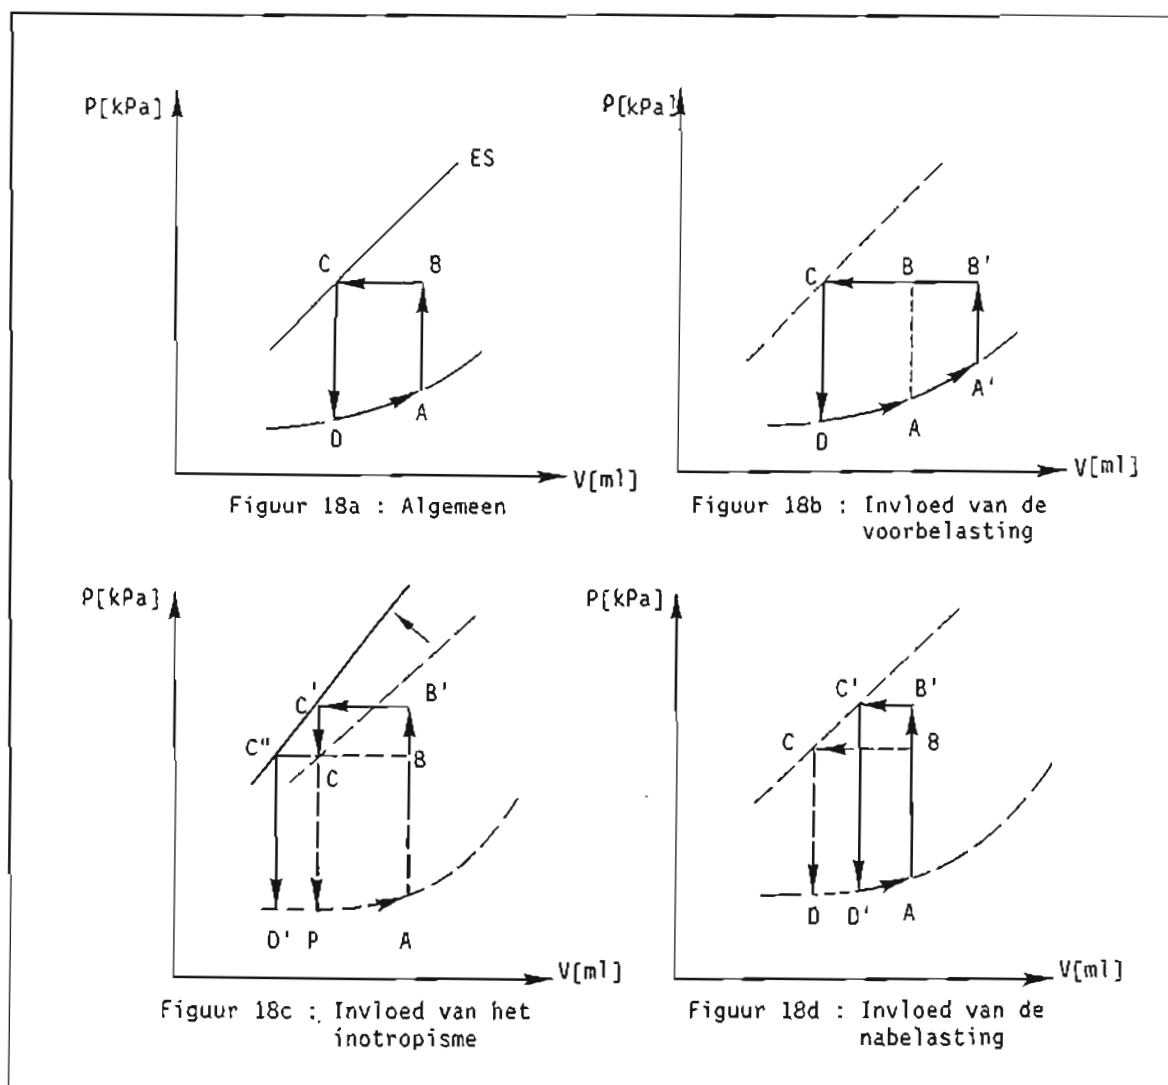 P[kPa]
ES
C
B
D
A
V[ml]
Figuur 18a : Algemeen
P[kPa]
C
B
B'
D
A
A'
V[ml]
Figuur 18b : Invloed van de
voorbelasting
P[kPa]
C'
B'
C"
C
B
D'
P
A
V[ml]
Figuur 18c : Invloed van het
inotropisme
P[kPa]
C'
B'
C
B
D
D'
A
V[ml]
Figuur 18d : Invloed van de
nabelasting